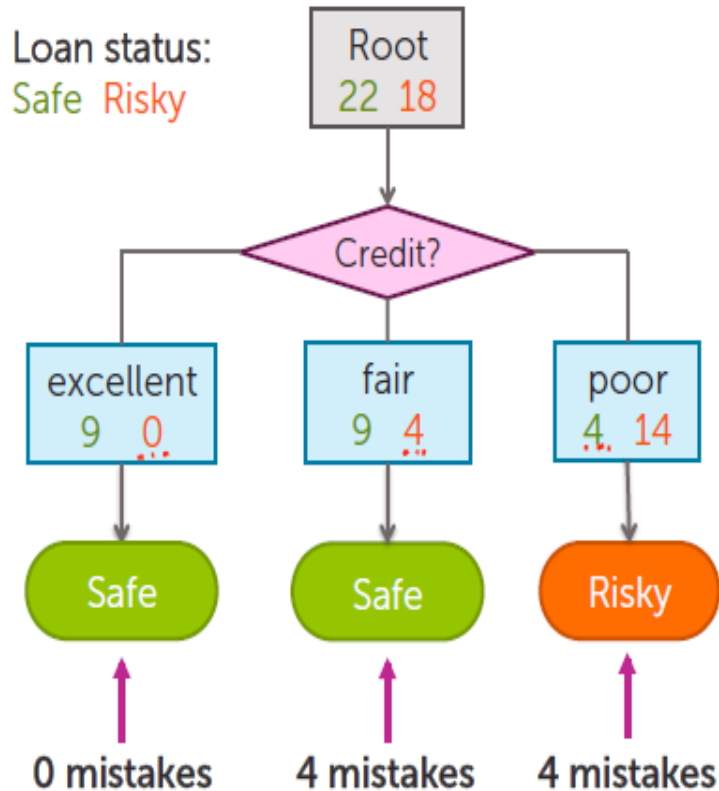 Loan status:
Safe Risky
Root
22 18
Credit?
excellent
9 0
fair
9 4
poor
4 14
Safe
Safe
Risky
0 mistakes
4 mistakes
4 mistakes